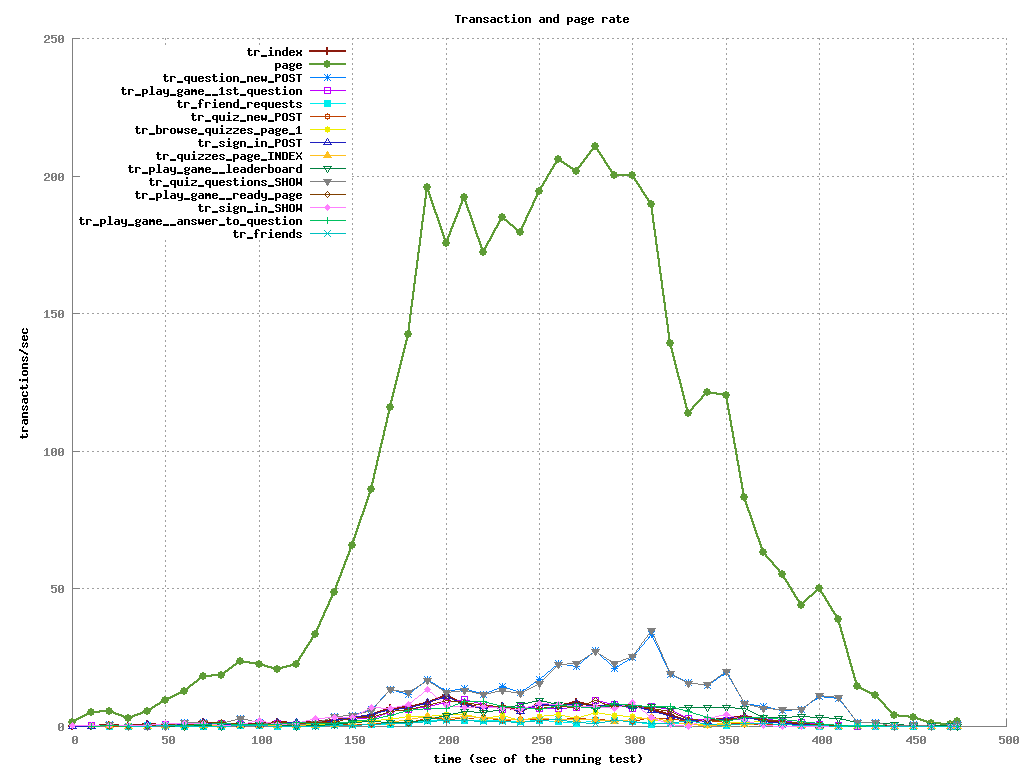 Transaction and page rate
250
200
150
100
50
0
transactions/sec
tr_index
page
tr_question_new_POST
tr_play_game__1st_question
tr_friend_requests
tr_quiz_new_POST
tr_browse_quizzes_page_1
tr_sign_in_POST
tr_quizzes_page_INDEX
tr_play_game__leaderboard
tr_quiz_questions_SHOW
tr_play_game__ready_page
tr_sign_in_SHOW
tr_play_game__answer_to_question
tr_friends
0 50 100 150 200 250 300 350 400 450 500
time (sec of the running test)